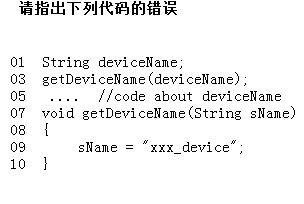 请指出下列代码的错误
01 String deviceName;
03 getDeviceName(deviceName);
05 .... //code about deviceName
07 void getDeviceName(String sName)
08 {
09 sName = "xxx_device";
10 }